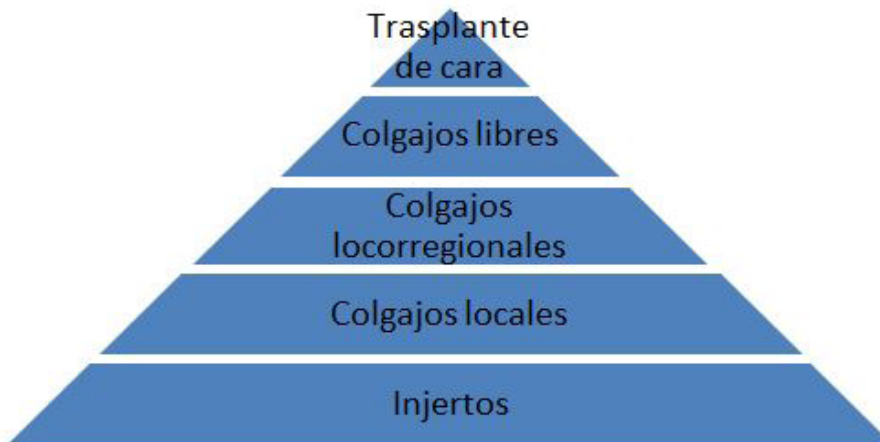 Trasplante
de cara
Colgajos libres
Colgajos
locorregionales
Colgajos locales
Injertos